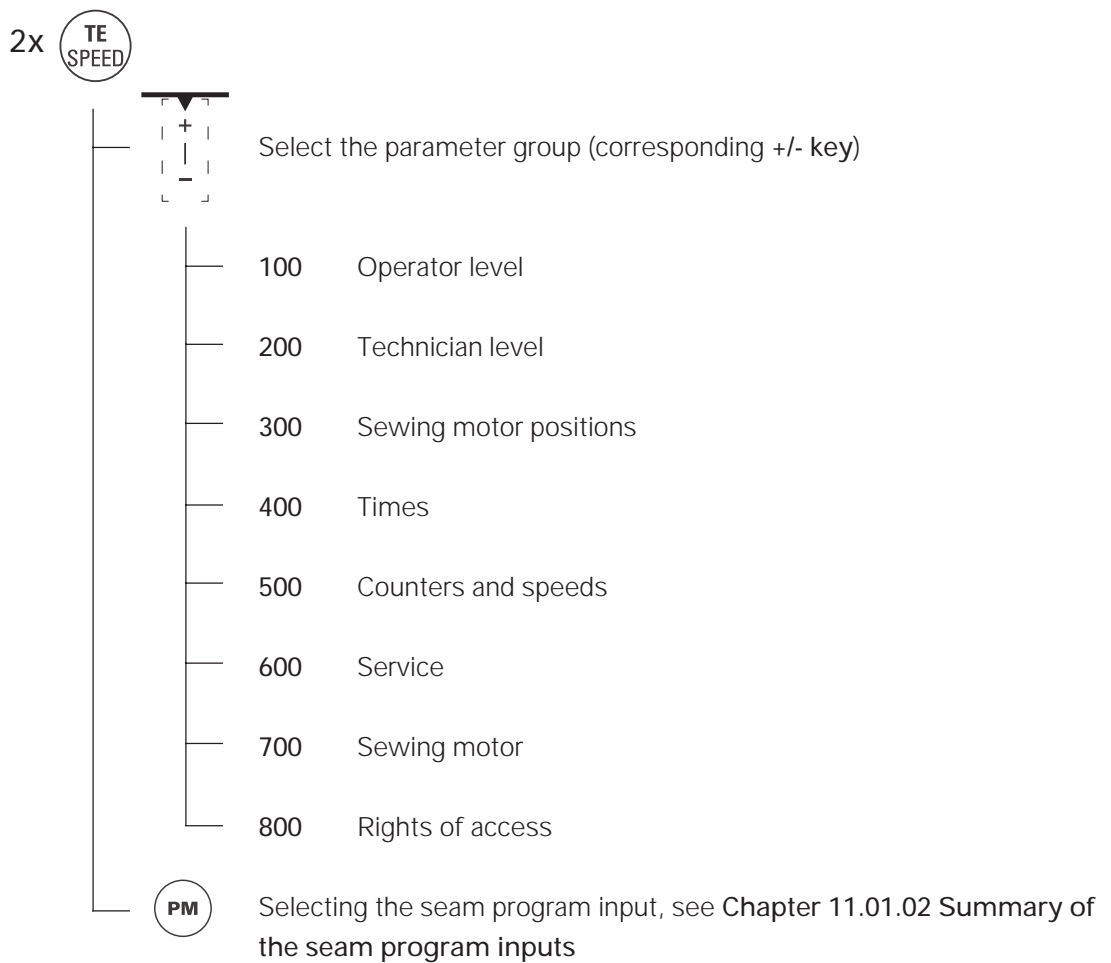 2x TE
SPEED
+
–
Select the parameter group (corresponding +/- key)
100 Operator level
200 Technician level
300 Sewing motor positions
400 Times
500 Counters and speeds
600 Service
700 Sewing motor
800 Rights of access
PM Selecting the seam program input, see Chapter 11.01.02 Summary of
the seam program inputs